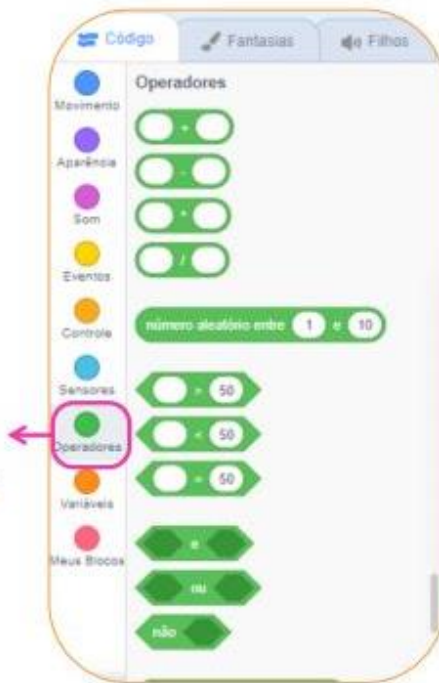 Código Fantasias Filhos
Movimento
Aparência
Som
Eventos
Controle
Sensores
Operadores
Variáveis
Meus Blocos
Operadores
+
-
*
/
número aleatório entre 1 e 10
> 50
< 50
= 50
e
ou
não